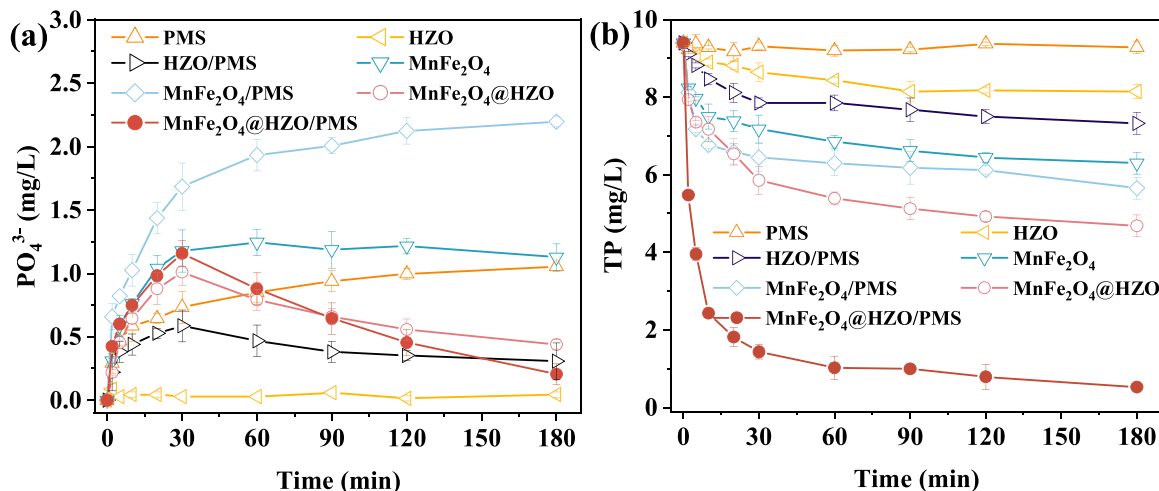 (a)
PO₄³⁻ (mg/L)
3.0
2.5
2.0
1.5
1.0
0.5
0.0
PMS
HZO
HZO/PMS
MnFe₂O₄
MnFe₂O₄/PMS
MnFe₂O₄@HZO
MnFe₂O₄@HZO/PMS
0 30 60 90 120 150 180
Time (min)
(b)
TP (mg/L)
10
8
6
4
2
0
PMS
HZO
HZO/PMS
MnFe₂O₄
MnFe₂O₄/PMS
MnFe₂O₄@HZO
MnFe₂O₄@HZO/PMS
0 30 60 90 120 150 180
Time (min)